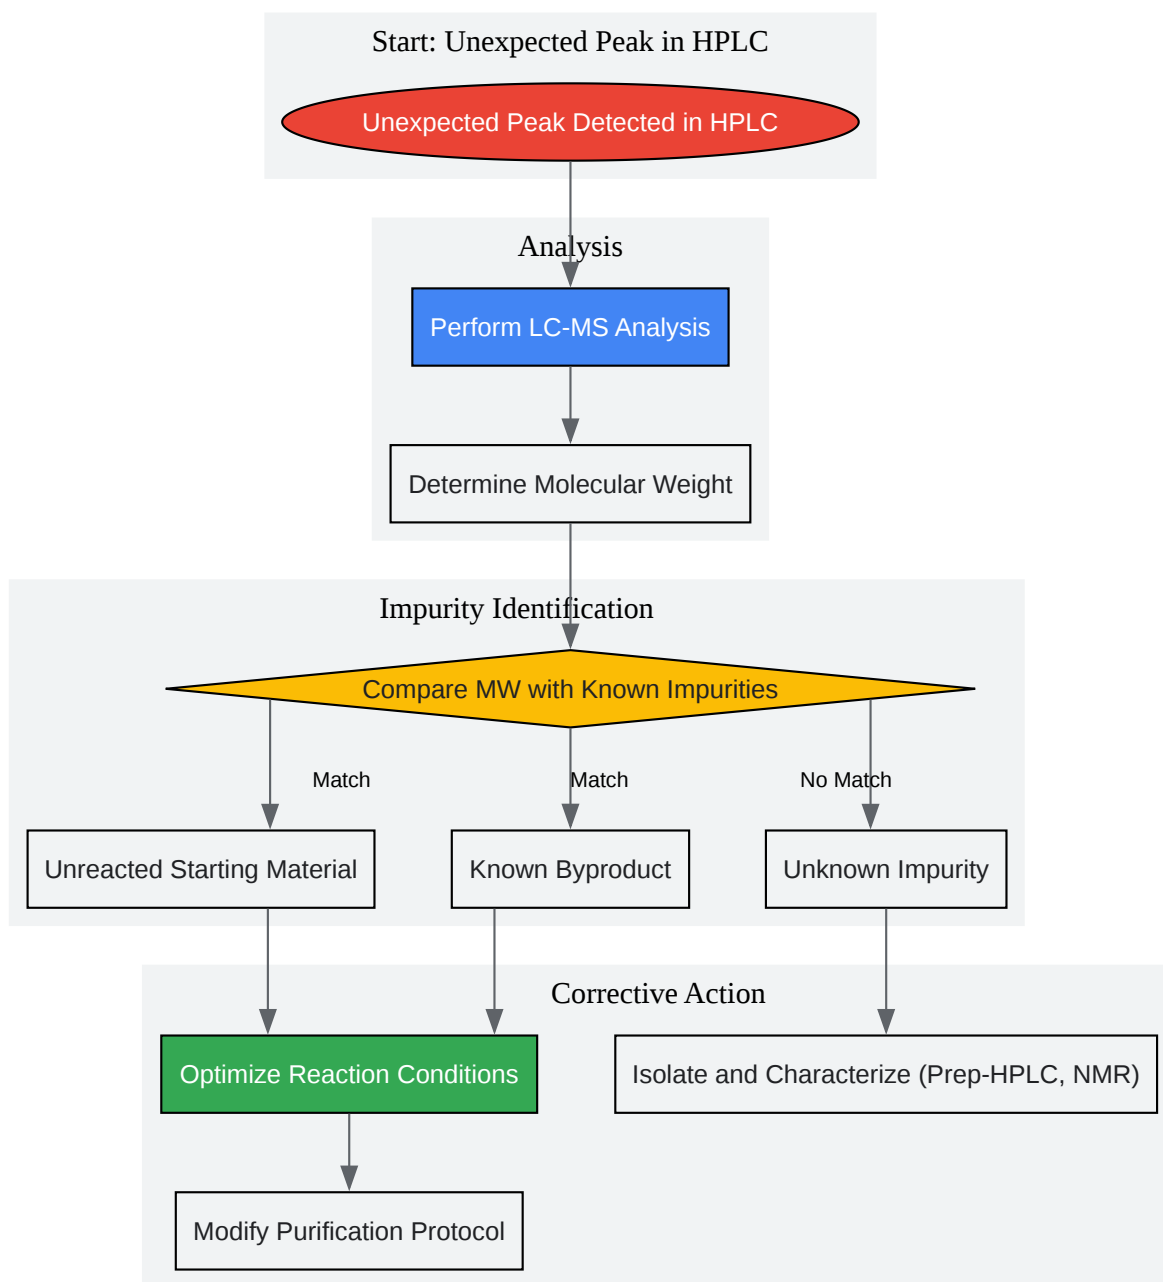 Start: Unexpected Peak in HPLC
Unexpected Peak Detected in HPLC
Analysis
Perform LC-MS Analysis
Determine Molecular Weight
Impurity Identification
Compare MW with Known Impurities
Match
Match
No Match
Unreacted Starting Material
Known Byproduct
Unknown Impurity
Corrective Action
Optimize Reaction Conditions
Isolate and Characterize (Prep-HPLC, NMR)
Modify Purification Protocol